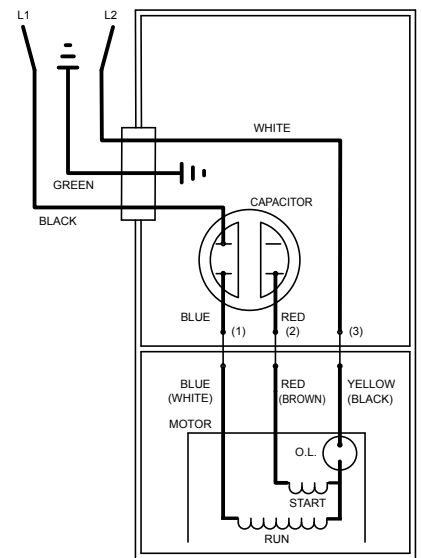 L1 L2
WHITE
GREEN
CAPACITOR
BLACK
BLUE RED
(1) (2) (3)
BLUE RED YELLOW
(WHITE) (BROWN) (BLACK)
MOTOR
O.L.
START
RUN